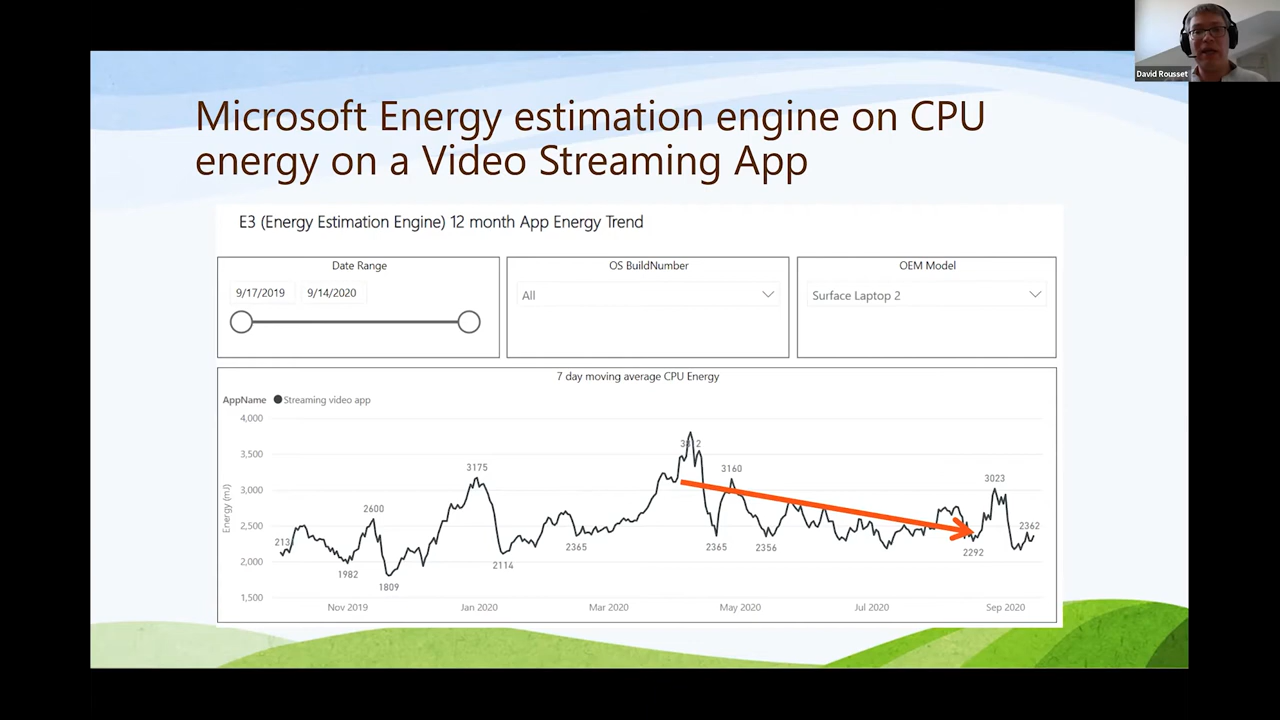 David Rousset
Microsoft Energy estimation engine on CPU
energy on a Video Streaming App
E3 (Energy Estimation Engine) 12 month App Energy Trend
Date Range
9/17/2019 9/14/2020
OS BuildNumber
All
OEM Model
Surface Laptop 2
7 day moving average CPU Energy
AppName Streaming video app
Energy (mJ)
4,000
3,500
3,000
2,500
2,000
1,500
213
1982
2600
1809
3175
2114
2365
2365
3160
2356
2292
3023
2362
Nov 2019 Jan 2020 Mar 2020 May 2020 Jul 2020 Sep 2020